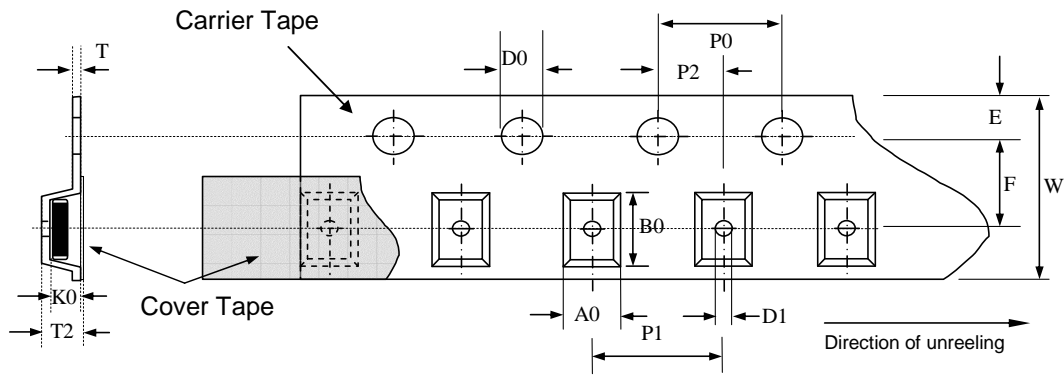 Carrier Tape
T
D0
P0
P2
E
F
W
B0
K0
Cover Tape
T2
A0
D1
P1
Direction of unreeling